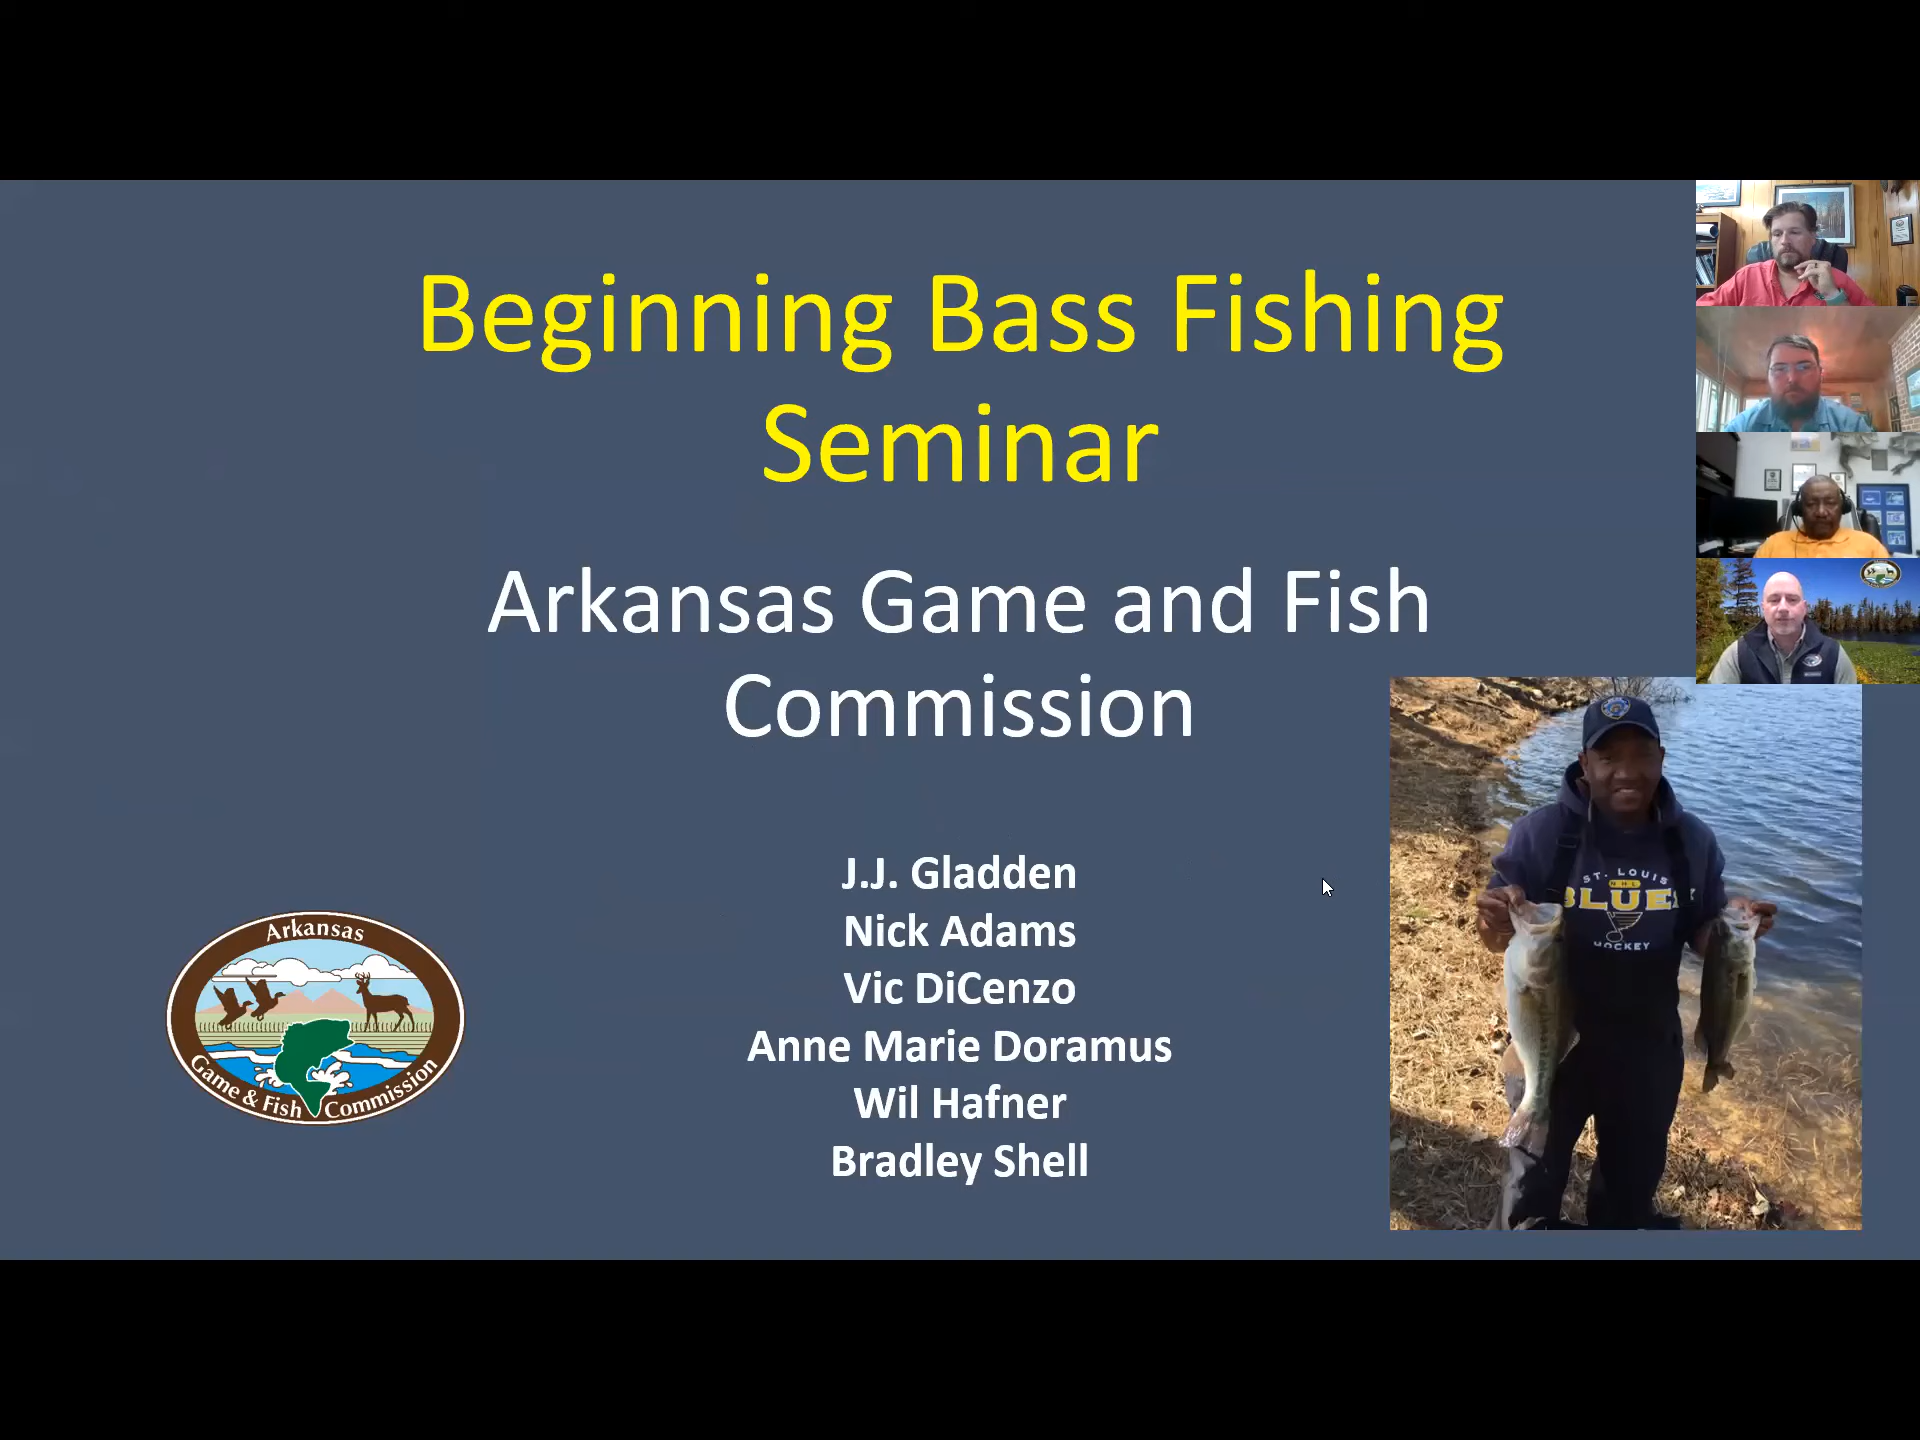 Beginning Bass Fishing
Seminar
Arkansas Game and Fish
Commission
J.J. Gladden
Nick Adams
Vic DiCenzo
Anne Marie Doramus
Wil Hafner
Bradley Shell
Arkansas
Game & Fish Commission
ST. LOUIS
NHL
BLUES
HOCKEY